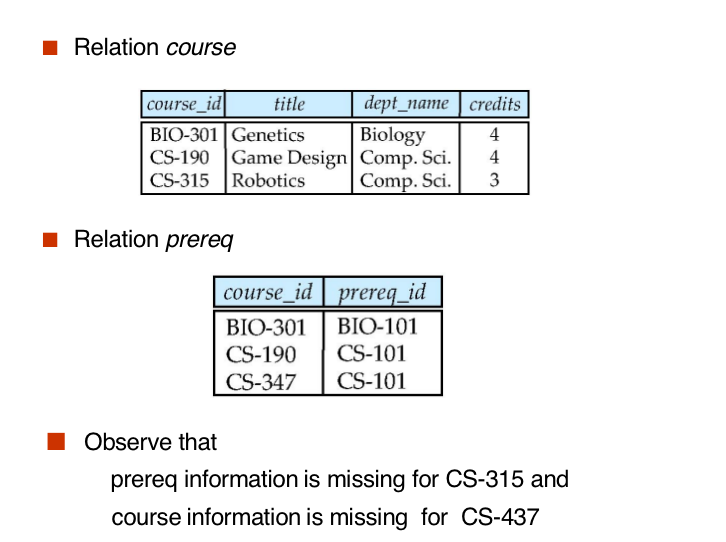 Relation course
course_id title dept_name credits
BIO-301 Genetics Biology 4
CS-190 Game Design Comp. Sci. 4
CS-315 Robotics Comp. Sci. 3
Relation prereq
course_id prereq_id
BIO-301 BIO-101
CS-190 CS-101
CS-347 CS-101
Observe that
prereq information is missing for CS-315 and
course information is missing for CS-437